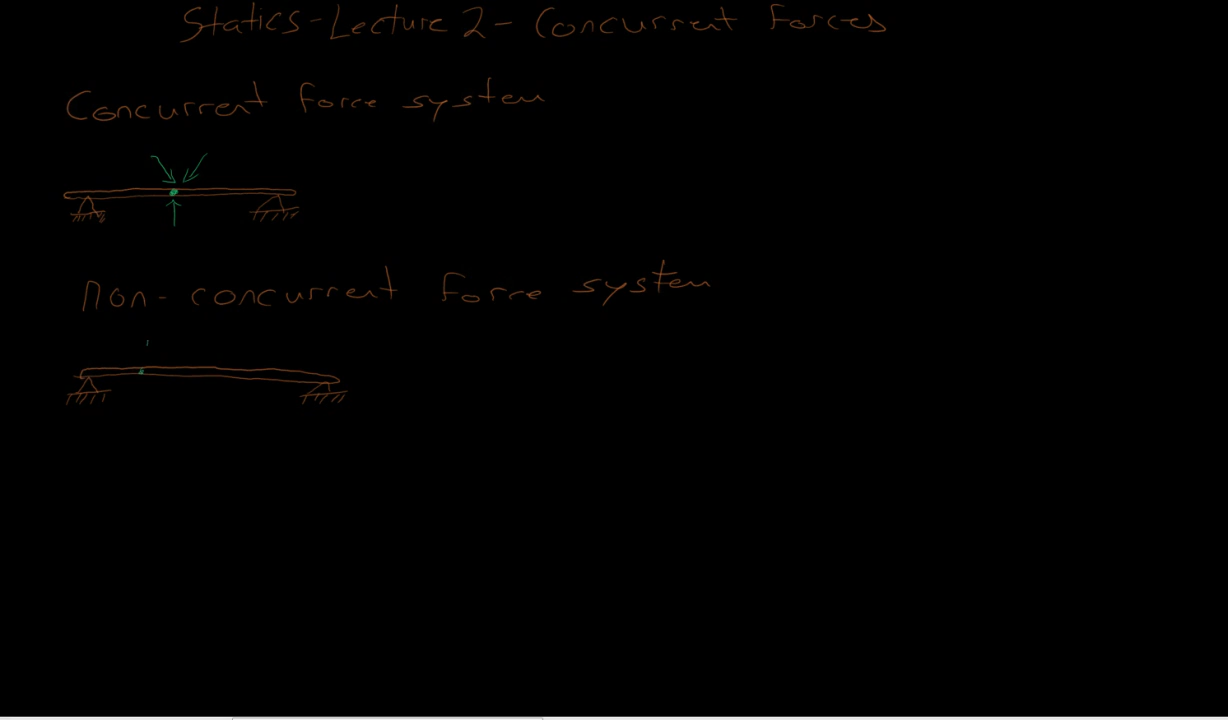 Statics - Lecture 2 - Concurrent Forces
Concurrent force system
non-concurrent force system